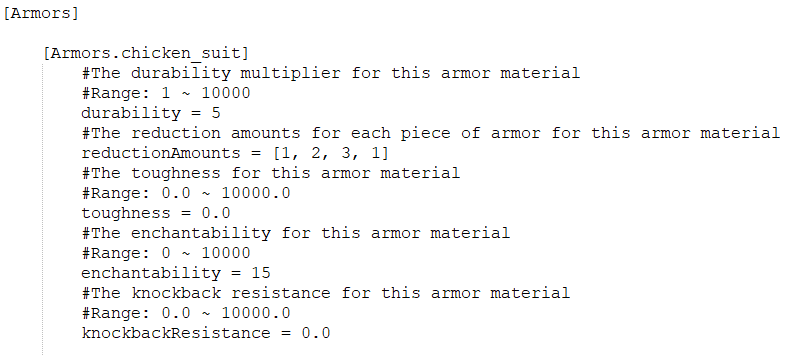 [Armors]
[Armors.chicken_suit]
#The durability multiplier for this armor material
#Range: 1 ~ 10000
durability = 5
#The reduction amounts for each piece of armor for this armor material
reductionAmounts = [1, 2, 3, 1]
#The toughness for this armor material
#Range: 0.0 ~ 10000.0
toughness = 0.0
#The enchantability for this armor material
#Range: 0 ~ 10000
enchantability = 15
#The knockback resistance for this armor material
#Range: 0.0 ~ 10000.0
knockbackResistance = 0.0